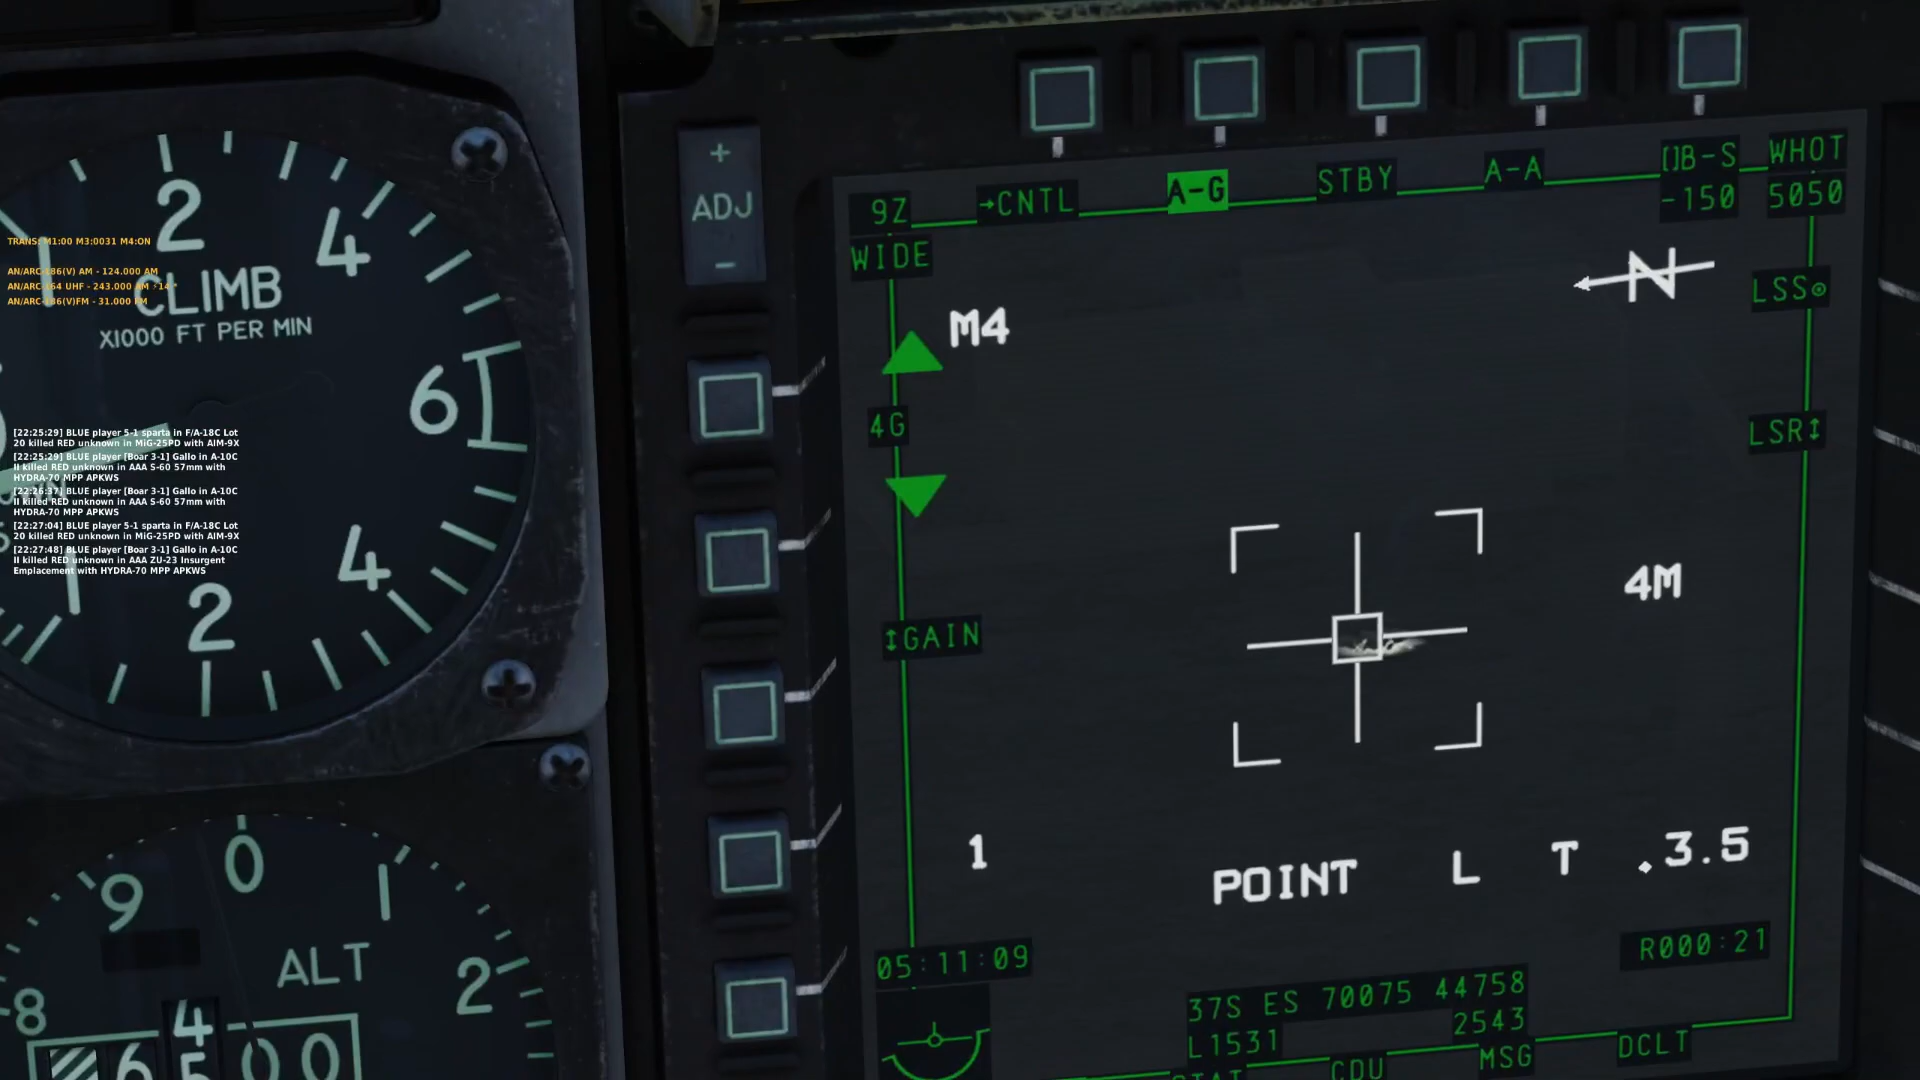 TRANS: M1:00 M3:0031 M4:ON
AN/ARC-186(V) AM - 124.000 AM
AN/ARC-164 UHF - 243.000 AM
AN/ARC-186(V)FM - 31.000 FM
2
4
CLIMB
X1000 FT PER MIN
6
4
2
1
[22:25:29] BLUE player 5-1 sparta in F/A-18C Lot
20 killed RED unknown in MiG-25PD with AIM-9X
[22:25:29] BLUE player [Boar 3-1] Gallo in A-10C
II killed RED unknown in AAA S-60 57mm with
HYDRA-70 MPP APKWS
[22:26:37] BLUE player [Boar 3-1] Gallo in A-10C
II killed RED unknown in AAA S-60 57mm with
HYDRA-70 MPP APKWS
[22:27:04] BLUE player 5-1 sparta in F/A-18C Lot
20 killed RED unknown in MiG-25PD with AIM-9X
[22:27:48] BLUE player [Boar 3-1] Gallo in A-10C
II killed RED unknown in AAA ZU-23 Insurgent
Emplacement with HYDRA-70 MPP APKWS
0
9
1
ALT
2
8
4
6 5 00
+
ADJ
−
9Z →CNTL A-G STBY A-A []B-S WHOT
-150 5050
WIDE
N
LSS⊙
M4
4G
LSR↕
4M
↕GAIN
1
POINT L T .3.5
R000:21
05:11:09
37S ES 70075 44758
L1531 2543
STAT CDU MSG DCLT